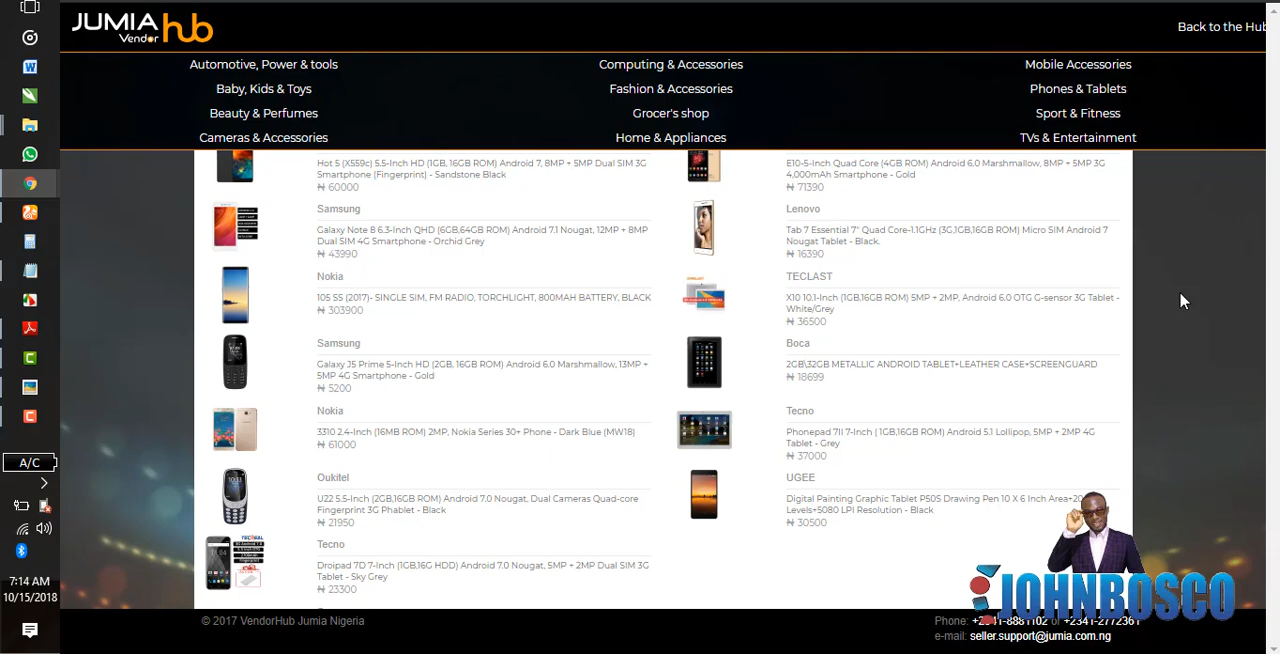 JUMIA
Vendor
hub
Back to the Hub
Automotive, Power & tools
Computing & Accessories
Mobile Accessories
Baby, Kids & Toys
Fashion & Accessories
Phones & Tablets
Beauty & Perfumes
Grocer's shop
Sport & Fitness
Cameras & Accessories
Home & Appliances
TVs & Entertainment
Hot 5 (X559c) 5.5-Inch HD (1GB, 16GB ROM) Android 7, 8MP + 5MP Dual SIM 3G
Smartphone (Fingerprint) - Sandstone Black
₦ 60000
Samsung
Galaxy Note 8 6.3-Inch QHD (6GB,64GB ROM) Android 7.1 Nougat, 12MP + 8MP
Dual SIM 4G Smartphone - Orchid Grey
₦ 43990
Nokia
105 SS (2017)- SINGLE SIM, FM RADIO, TORCHLIGHT, 800MAH BATTERY, BLACK
₦ 303900
Samsung
Galaxy J5 Prime 5-Inch HD (2GB, 16GB ROM) Android 6.0 Marshmallow, 13MP +
5MP 4G Smartphone - Gold
₦ 5200
Nokia
3310 2.4-Inch (16MB ROM) 2MP, Nokia Series 30+ Phone - Dark Blue (MW18)
₦ 61000
Oukitel
U22 5.5-Inch (2GB,16GB ROM) Android 7.0 Nougat, Dual Cameras Quad-core
Fingerprint 3G Phablet - Black
₦ 21950
Tecno
Droipad 7D 7-Inch (1GB,16G HDD) Android 7.0 Nougat, 5MP + 2MP Dual SIM 3G
Tablet - Sky Grey
₦ 23300
E10-5-Inch Quad Core (4GB ROM) Android 6.0 Marshmallow, 8MP + 5MP 3G
4,000mAh Smartphone - Gold
₦ 71390
Lenovo
Tab 7 Essential 7" Quad Core-1.1GHz (3G,1GB,16GB ROM) Micro SIM Android 7
Nougat Tablet - Black.
₦ 16390
TECLAST
X10 10.1-Inch (1GB,16GB ROM) 5MP + 2MP, Android 6.0 OTG G-sensor 3G Tablet -
White/Grey
₦ 36500
Boca
2GB\32GB METALLIC ANDROID TABLET+LEATHER CASE+SCREENGUARD
₦ 18699
Tecno
Phonepad 7II 7-Inch ( 1GB,16GB ROM) Android 5.1 Lollipop, 5MP + 2MP 4G
Tablet - Grey
₦ 37000
UGEE
Digital Painting Graphic Tablet P50S Drawing Pen 10 X 6 Inch Area+20
Levels+5080 LPI Resolution - Black
₦ 30500
A/C
7:14 AM
10/15/2018
iJOHNBOSCO
© 2017 VendorHub Jumia Nigeria
Phone: or +2341-2772361
e-mail: seller.support@jumia.com.ng